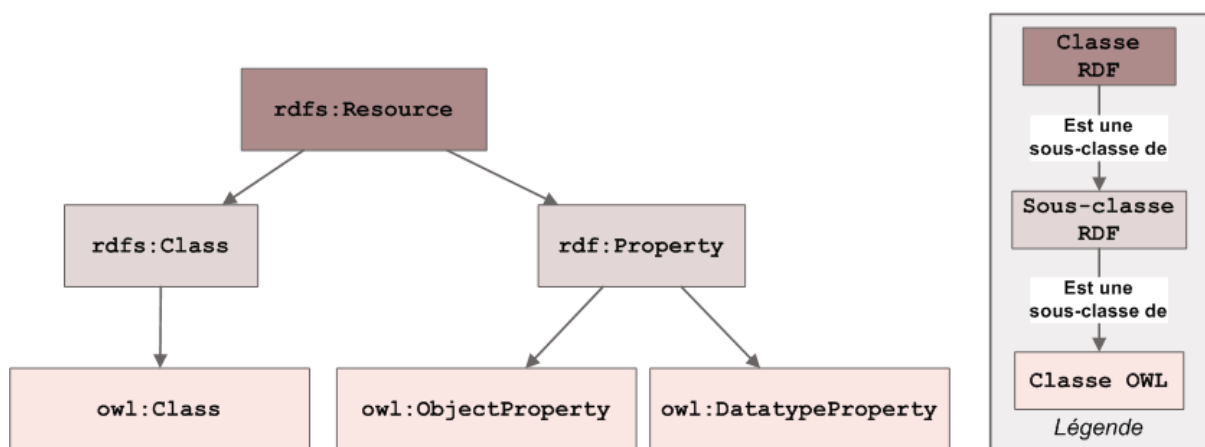 rdfs:Resource
rdfs:Class
rdf:Property
owl:Class
owl:ObjectProperty
owl:DatatypeProperty
Classe
RDF
Est une
sous-classe de
Sous-classe
RDF
Est une
sous-classe de
Classe OWL
Légende